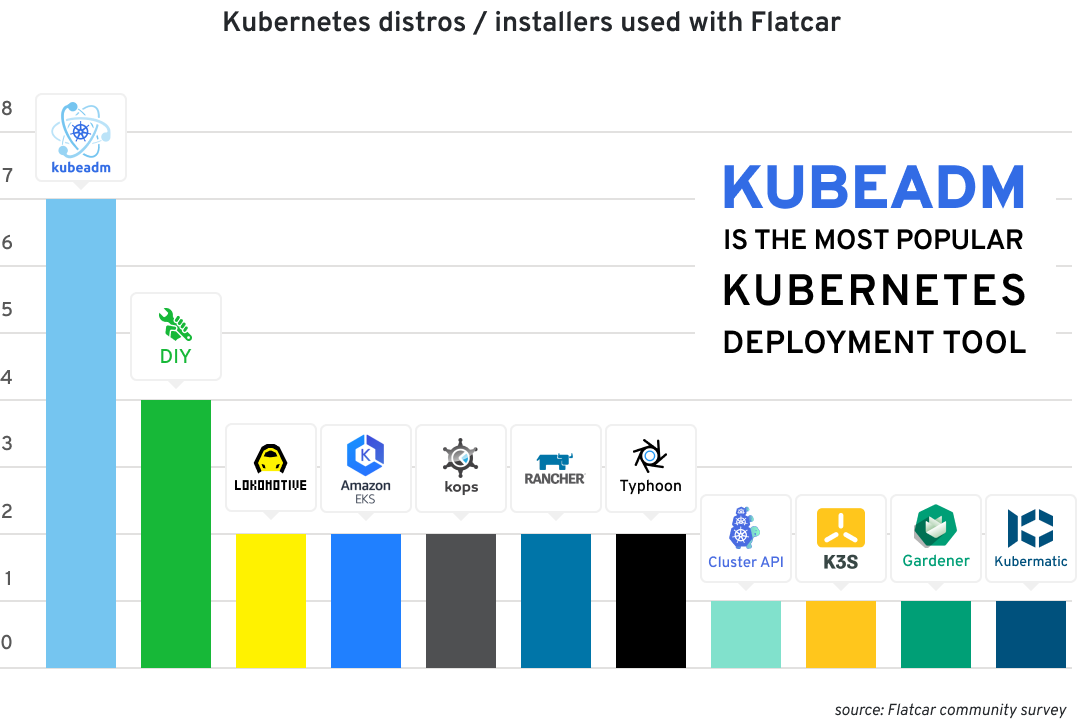 Kubernetes distros / installers used with Flatcar
8
7
6
5
4
3
2
1
0
kubeadm
DIY
LOKOMOTIVE
Amazon
EKS
kops
RANCHER
Typhoon
Cluster API
K3S
Gardener
Kubermatic
KUBEADM
IS THE MOST POPULAR
KUBERNETES
DEPLOYMENT TOOL
source: Flatcar community survey